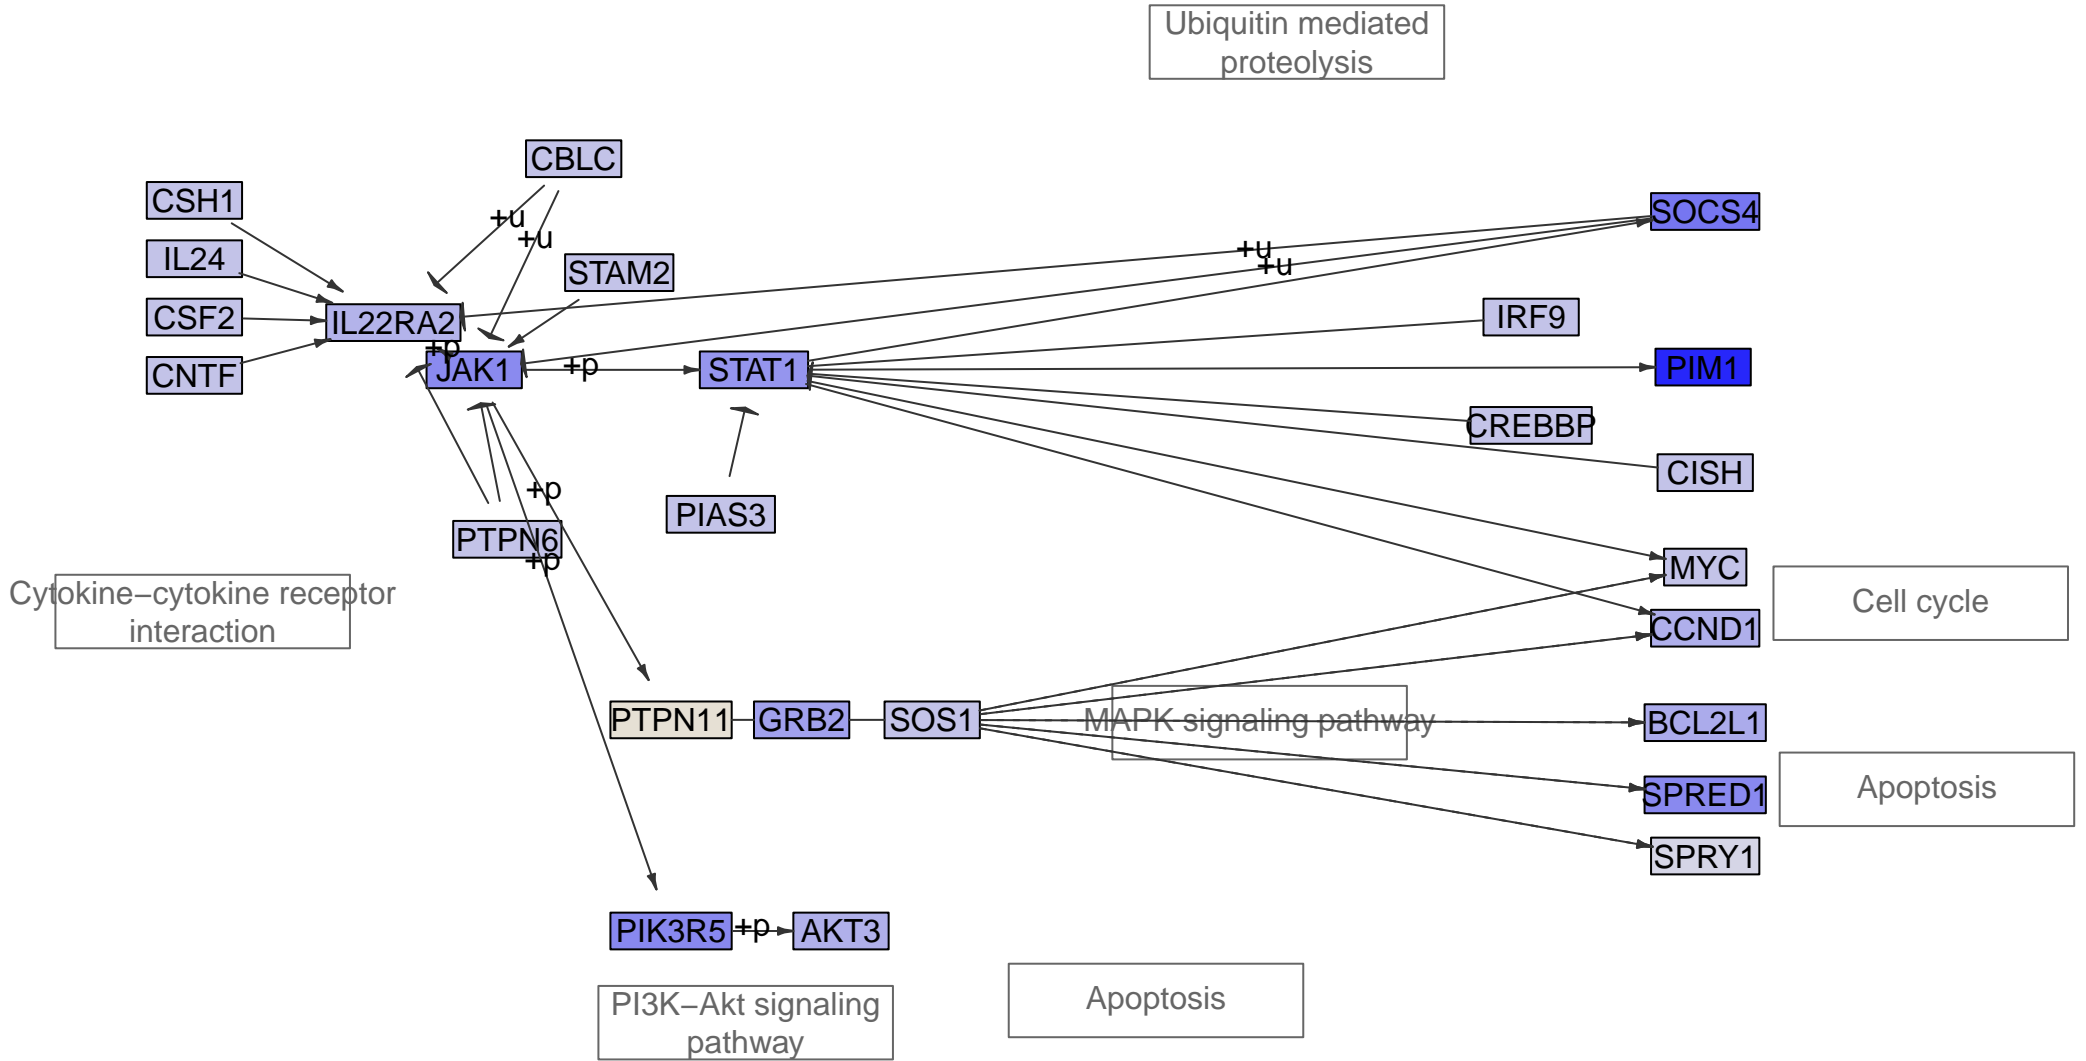 Ubiquitin mediated
proteolysis
CBLC
CSH1
SOCS4
+u
+u
IL24
STAM2
+u
+u
CSF2
IL22RA2
IRF9
+p
CNTF
JAK1
+p
STAT1
PIM1
CREBBP
CISH
+p
PIAS3
PTPN6
+p
MYC
Cytokine−cytokine receptor
interaction
Cell cycle
CCND1
PTPN11
GRB2
SOS1
MAPK signaling pathway
BCL2L1
SPRED1
Apoptosis
SPRY1
PIK3R5
+p
AKT3
PI3K−Akt signaling
pathway
Apoptosis